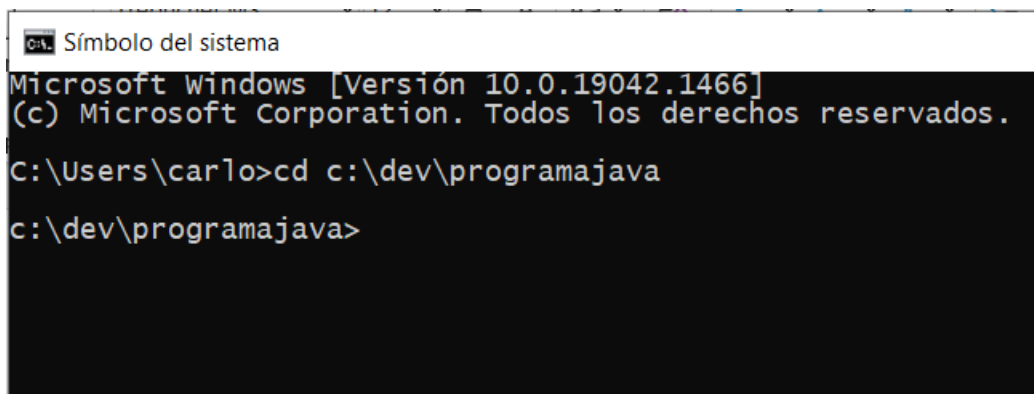 Símbolo del sistema
Microsoft Windows [Versión 10.0.19042.1466]
(c) Microsoft Corporation. Todos los derechos reservados.
C:\Users\carlo>cd c:\dev\programajava
c:\dev\programajava>